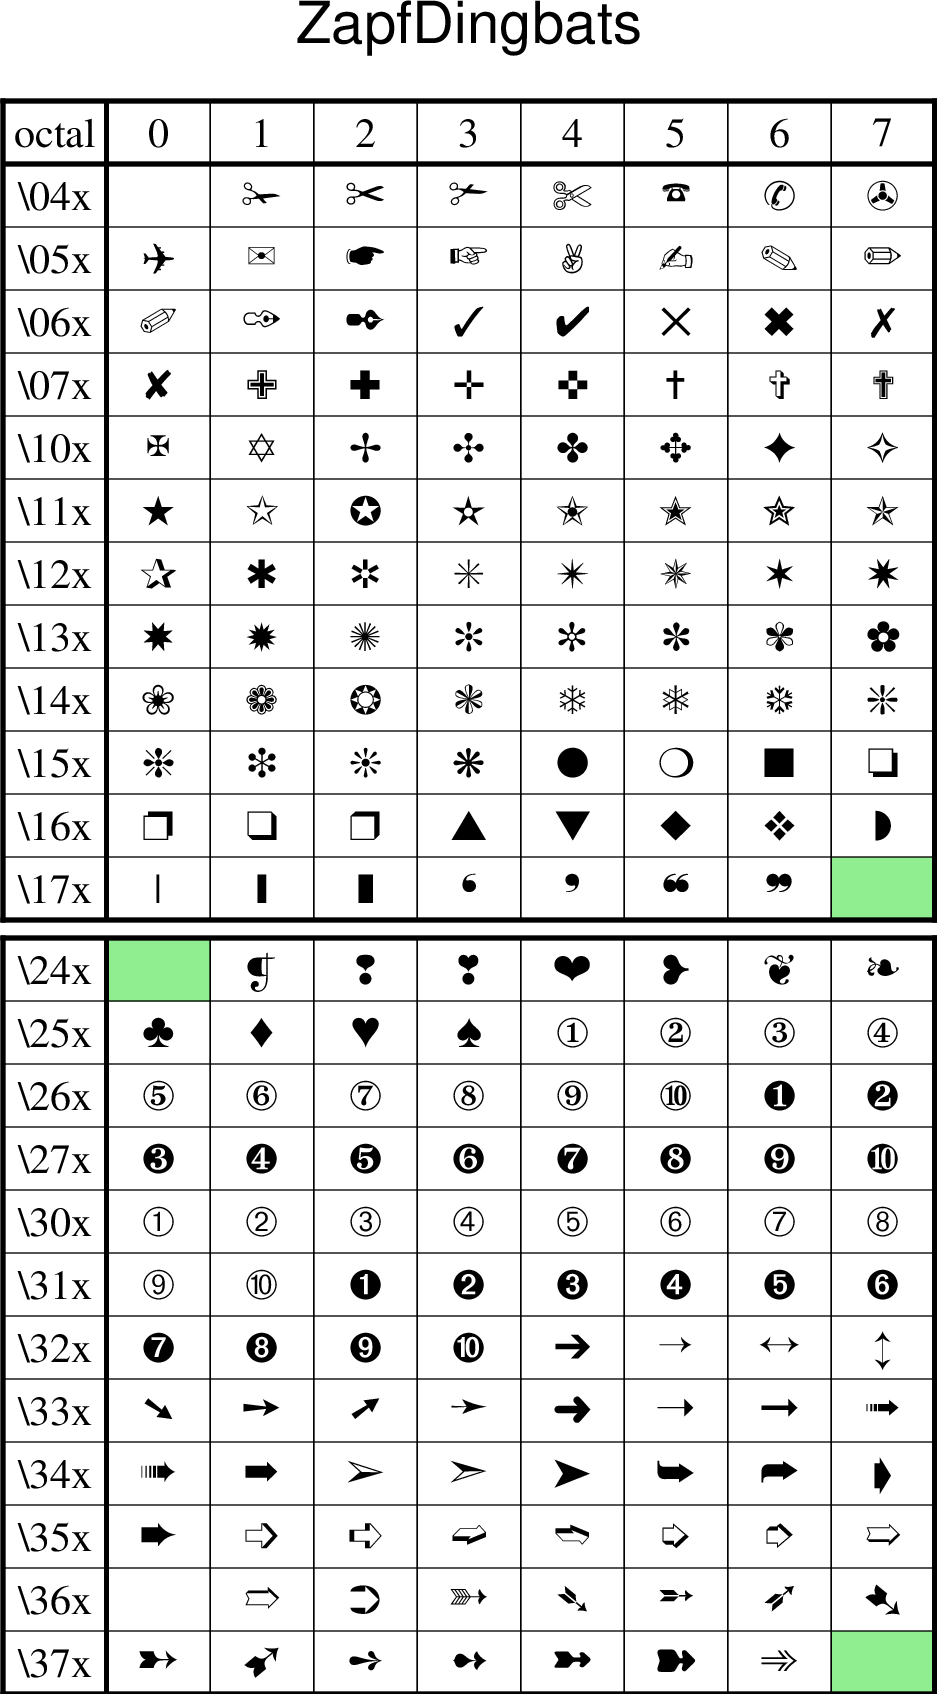 ZapfDingbats
octal 0 1 2 3 4 5 6 7
\04x ✁ ✂ ✃ ✄ ☎ ✆ ✇
\05x ✈ ✉ ☛ ☞ ✌ ✍ ✎ ✏
\06x ✐ ✑ ✒ ✓ ✔ ✕ ✖ ✗
\07x ✘ ✙ ✚ ✛ ✜ ✝ ✞ ✟
\10x ✠ ✡ ✢ ✣ ✤ ✥ ✦ ✧
\11x ★ ✩ ✪ ✫ ✬ ✭ ✮ ✯
\12x ✰ ✱ ✲ ✳ ✴ ✵ ✶ ✷
\13x ✸ ✹ ✺ ✻ ✼ ✽ ✾ ✿
\14x ❀ ❁ ❂ ❃ ❄ ❅ ❆ ❇
\15x ❈ ❉ ❊ ❋ ● ❍ ■ ❏
\16x ❐ ❑ ❒ ▲ ▼ ◆ ❖ ◗
\17x ❘ ❙ ❚ ❛ ❜ ❝ ❞
\24x ❡ ❢ ❣ ❤ ❥ ❦ ❧
\25x ♣ ♦ ♥ ♠ ① ② ③ ④
\26x ⑤ ⑥ ⑦ ⑧ ⑨ ⑩ ❶ ❷
\27x ❸ ❹ ❺ ❻ ❼ ❽ ❾ ❿
\30x ➀ ➁ ➂ ➃ ➄ ➅ ➆ ➇
\31x ➈ ➉ ➊ ➋ ➌ ➍ ➎ ➏
\32x ➐ ➑ ➒ ➓ ➔ → ↔ ↕
\33x ➘ ➙ ➚ ➛ ➜ ➝ ➞ ➟
\34x ➠ ➡ ➢ ➣ ➤ ➥ ➦ ➧
\35x ➨ ➩ ➪ ➫ ➬ ➭ ➮ ➯
\36x ➱ ➲ ➳ ➴ ➵ ➶ ➷
\37x ➸ ➹ ➺ ➻ ➼ ➽ ➾